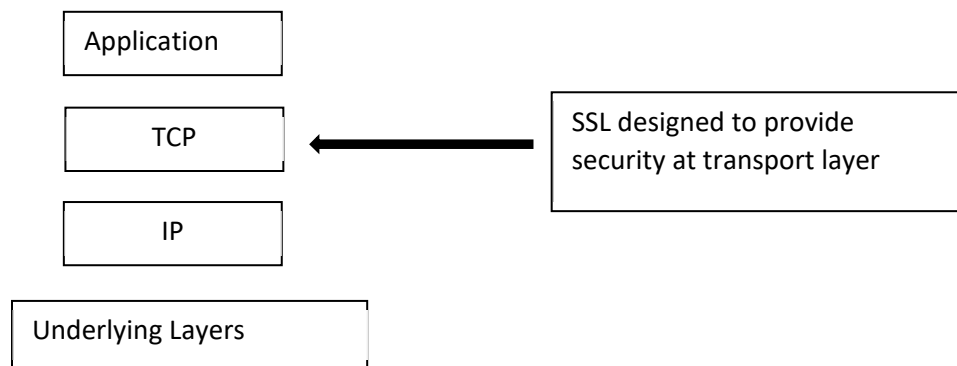 Application
TCP
SSL designed to provide
security at transport layer
IP
Underlying Layers